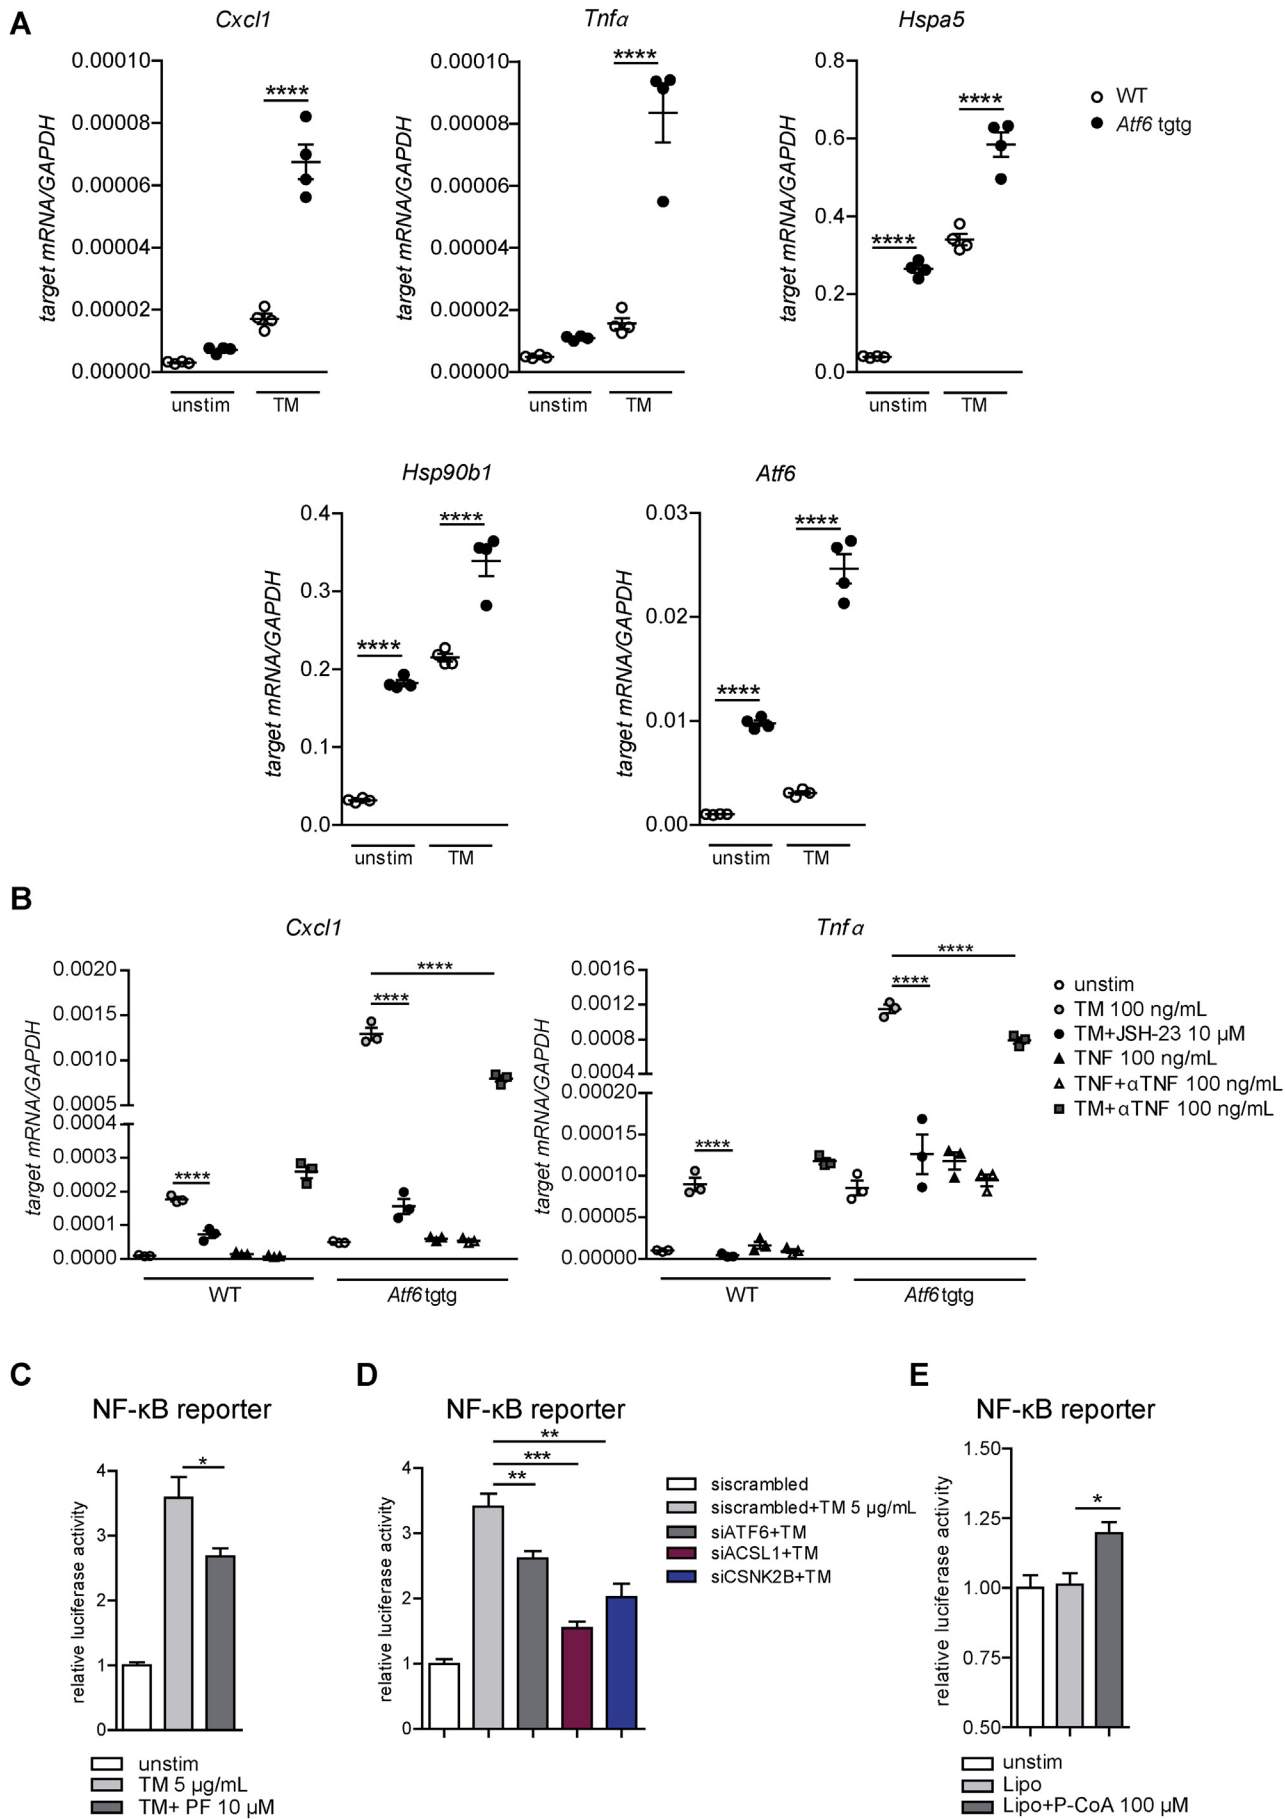 A
Cxcl1
Tnfα
Hspa5
0.00010
0.00008
0.00006
0.00004
0.00002
0.00000
target mRNA/GAPDH
****
unstim
TM
0.00010
0.00008
0.00006
0.00004
0.00002
0.00000
target mRNA/GAPDH
****
unstim
TM
0.8
0.6
0.4
0.2
0.0
target mRNA/GAPDH
****
****
unstim
TM
WT
Atf6 tgtg
Hsp90b1
Atf6
0.4
0.3
0.2
0.1
0.0
target mRNA/GAPDH
****
****
unstim
TM
0.03
0.02
0.01
0.00
target mRNA/GAPDH
****
****
unstim
TM
B
Cxcl1
Tnfα
0.0020
0.0015
0.0010
0.0005
0.0004
0.0003
0.0002
0.0001
0.0000
target mRNA/GAPDH
****
****
****
WT
Atf6 tgtg
0.0016
0.0012
0.0008
0.0004
0.00020
0.00015
0.00010
0.00005
0.00000
target mRNA/GAPDH
****
****
****
WT
Atf6 tgtg
unstim
TM 100 ng/mL
TM+JSH-23 10 µM
TNF 100 ng/mL
TNF+αTNF 100 ng/mL
TM+αTNF 100 ng/mL
C
NF-κB reporter
4
3
2
1
0
relative luciferase activity
*
unstim
TM 5 µg/mL
TM+ PF 10 µM
D
NF-κB reporter
4
3
2
1
0
relative luciferase activity
**
***
**
siscrambled
siscrambled+TM 5 µg/mL
siATF6+TM
siACSL1+TM
siCSNK2B+TM
E
NF-κB reporter
1.50
1.25
1.00
0.75
0.50
relative luciferase activity
*
unstim
Lipo
Lipo+P-CoA 100 µM